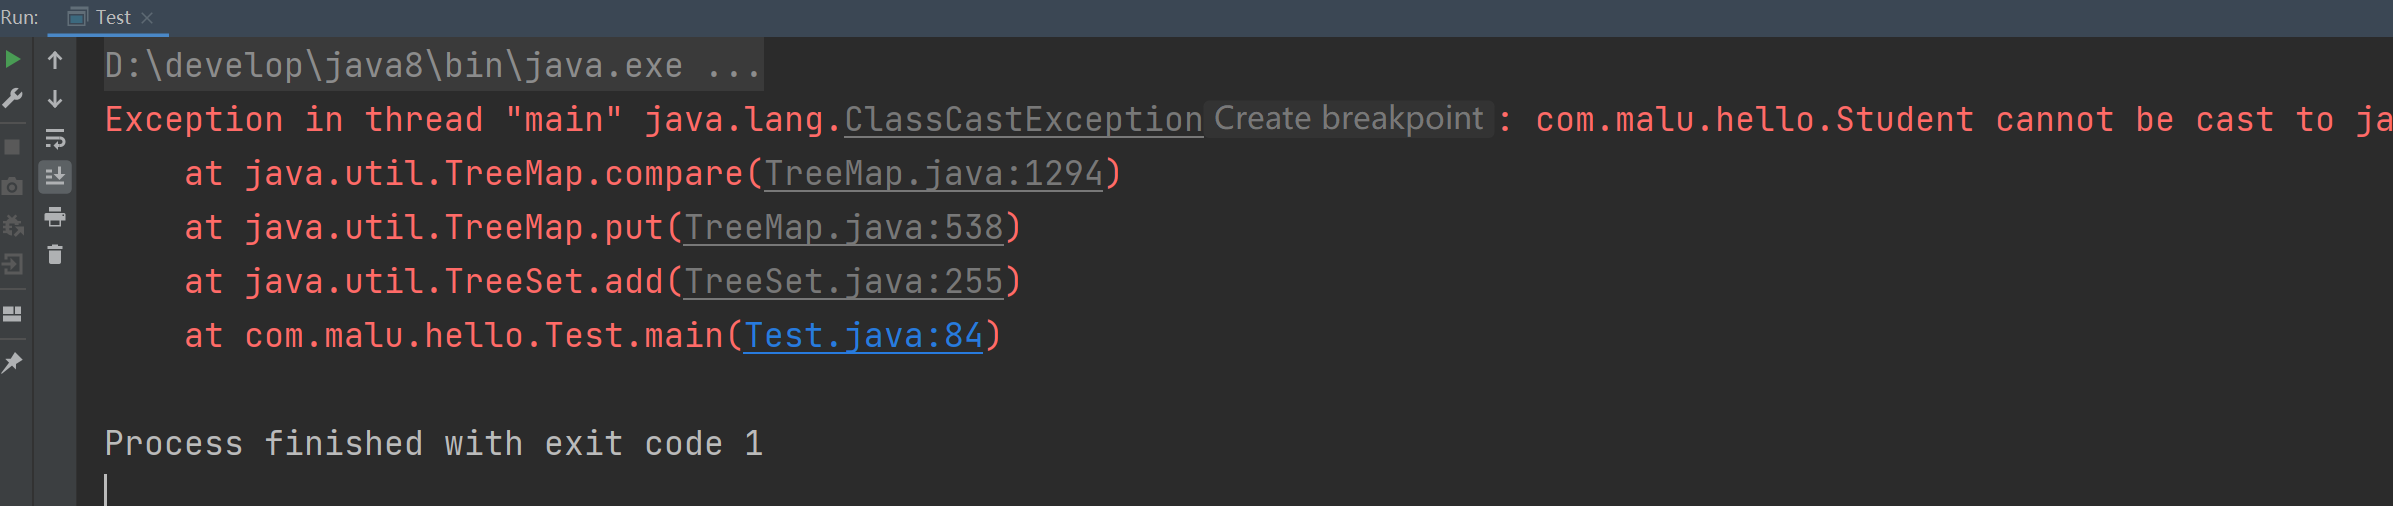 Run: Test
D:\develop\java8\bin\java.exe ...
Exception in thread "main" java.lang.ClassCastException Create breakpoint : com.malu.hello.Student cannot be cast to ja
at java.util.TreeMap.compare(TreeMap.java:1294)
at java.util.TreeMap.put(TreeMap.java:538)
at java.util.TreeSet.add(TreeSet.java:255)
at com.malu.hello.Test.main(Test.java:84)
Process finished with exit code 1